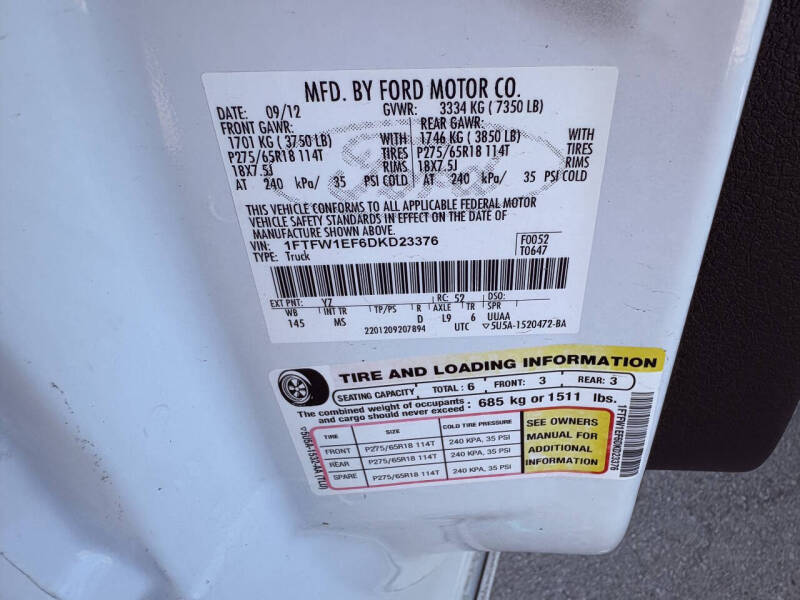 MFD. BY FORD MOTOR CO.
DATE: 09/12 GVWR: 3334 KG ( 7350 LB)
FRONT GAWR: REAR GAWR:
1701 KG ( 3750 LB) WITH 1746 KG ( 3850 LB) WITH
P275/65R18 114T TIRES P275/65R18 114T TIRES
18X7.5J RIMS 18X7.5J RIMS
AT 240 kPa/ 35 PSI COLD AT 240 kPa/ 35 PSI COLD
Ford
THIS VEHICLE CONFORMS TO ALL APPLICABLE FEDERAL MOTOR
VEHICLE SAFETY STANDARDS IN EFFECT ON THE DATE OF
MANUFACTURE SHOWN ABOVE.
VIN: 1FTFW1EF6DKD23376 F0052
TYPE: Truck T0647
EXT PNT: YZ RC: 52 DSO:
WB INT TR TP/PS R AXLE TR SPR
145 MS D L9 6 UUAA
2201209207894 UTC ▽5U5A-1520472-BA
TIRE AND LOADING INFORMATION
SEATING CAPACITY TOTAL: 6 FRONT: 3 REAR: 3
The combined weight of occupants and cargo should never exceed: 685 kg or 1511 lbs.
TIRE SIZE COLD TIRE PRESSURE
FRONT P275/65R18 114T 240 KPA, 35 PSI
REAR P275/65R18 114T 240 KPA, 35 PSI
SPARE P275/65R18 114T 240 KPA, 35 PSI
SEE OWNERS
MANUAL FOR
ADDITIONAL
INFORMATION
1FTFW1EF6DKD23376